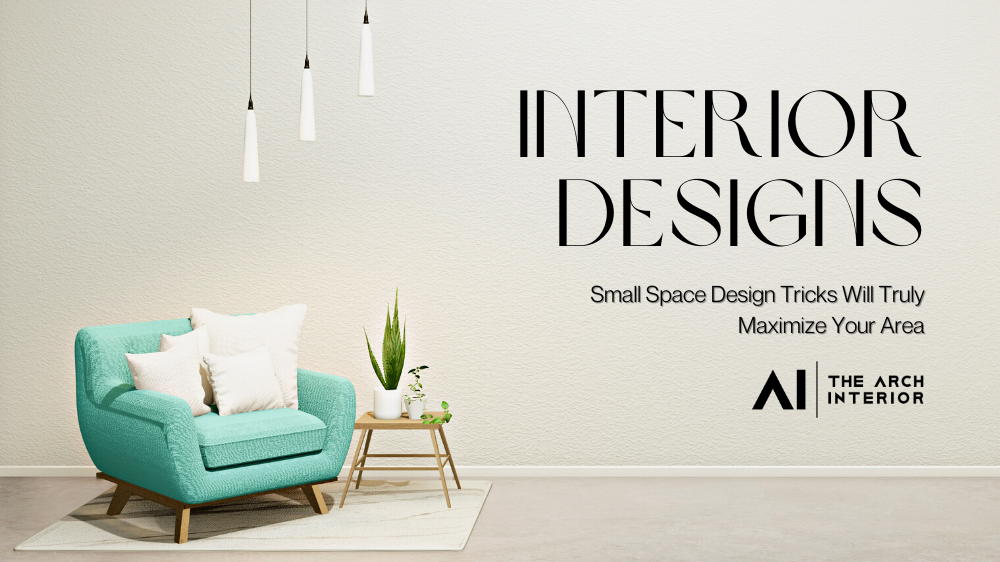 INTERIOR
DESIGNS
Small Space Design Tricks Will Truly
Maximize Your Area
AI
THE ARCH
INTERIOR